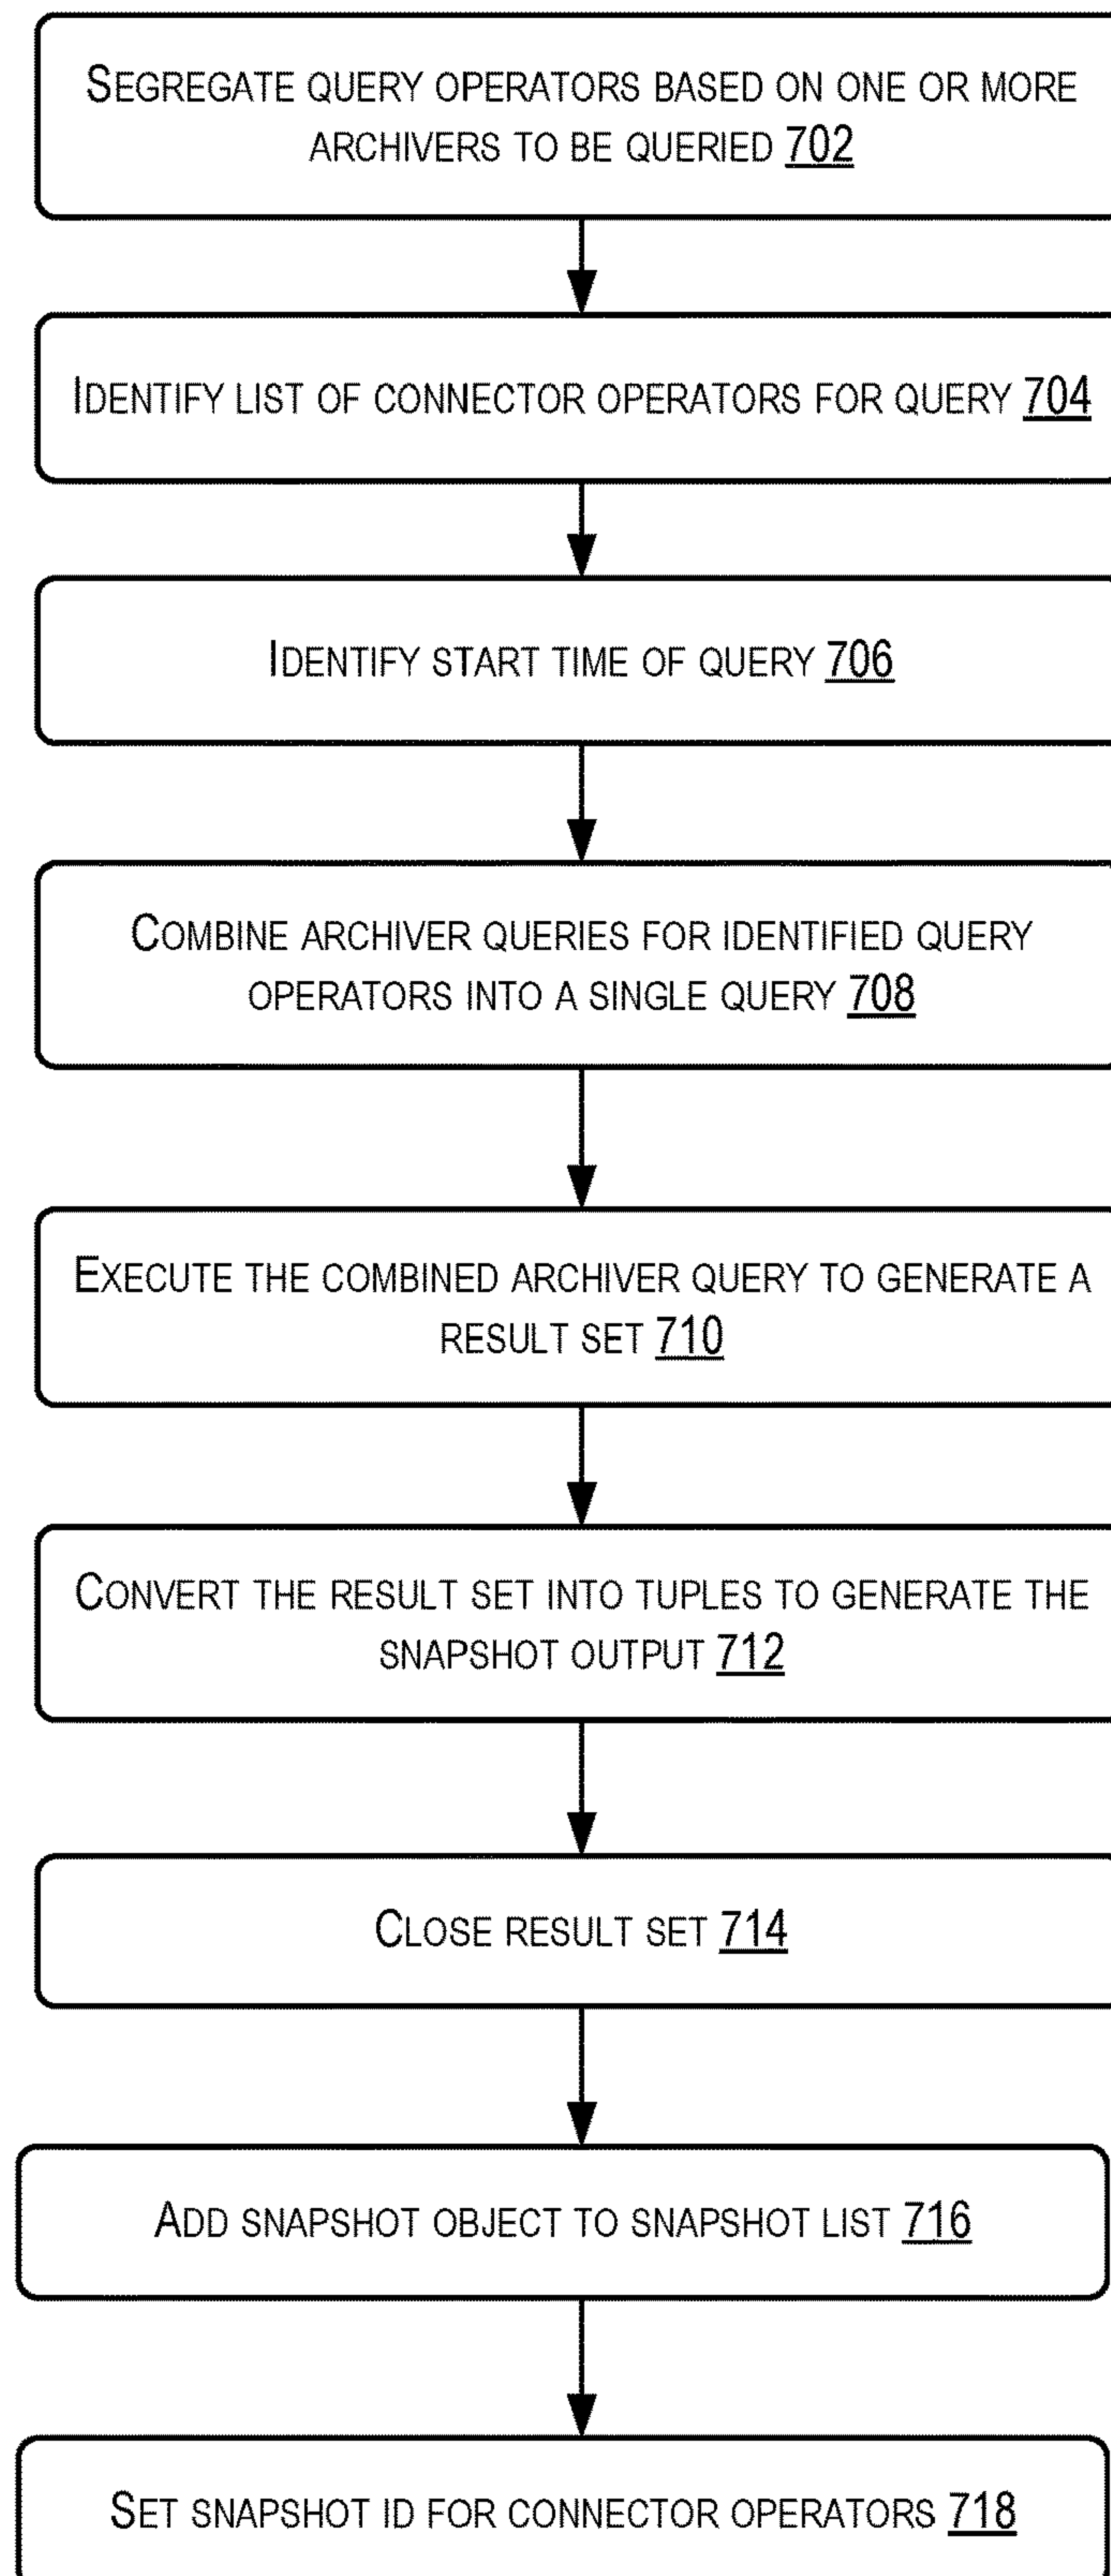 SEGREGATE QUERY OPERATORS BASED ON ONE OR MORE
ARCHIVERS TO BE QUERIED 702
IDENTIFY LIST OF CONNECTOR OPERATORS FOR QUERY 704
IDENTIFY START TIME OF QUERY 706
COMBINE ARCHIVER QUERIES FOR IDENTIFIED QUERY
OPERATORS INTO A SINGLE QUERY 708
EXECUTE THE COMBINED ARCHIVER QUERY TO GENERATE A
RESULT SET 710
CONVERT THE RESULT SET INTO TUPLES TO GENERATE THE
SNAPSHOT OUTPUT 712
CLOSE RESULT SET 714
ADD SNAPSHOT OBJECT TO SNAPSHOT LIST 716
SET SNAPSHOT ID FOR CONNECTOR OPERATORS 718